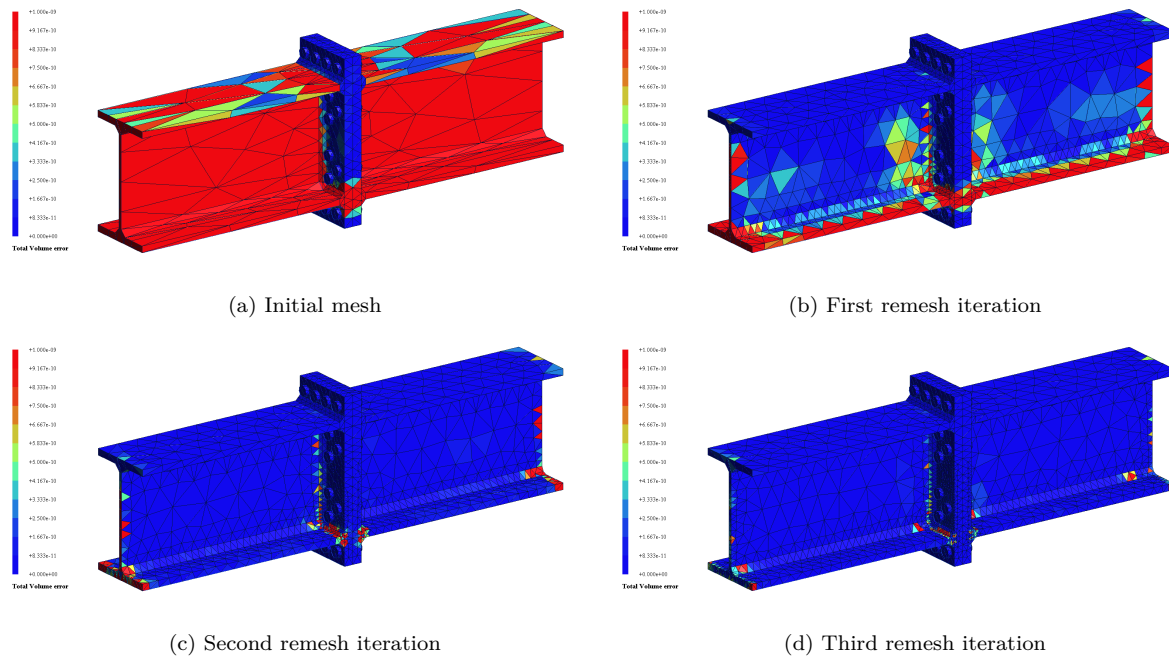 +1.000e-09
+9.167e-10
+8.333e-10
+7.500e-10
+6.667e-10
+5.833e-10
+5.000e-10
+4.167e-10
+3.333e-10
+2.500e-10
+1.667e-10
+8.333e-11
+0.000e+00
Total Volume error
(a) Initial mesh
+1.000e-09
+9.167e-10
+8.333e-10
+7.500e-10
+6.667e-10
+5.833e-10
+5.000e-10
+4.167e-10
+3.333e-10
+2.500e-10
+1.667e-10
+8.333e-11
+0.000e+00
Total Volume error
(b) First remesh iteration
+1.000e-09
+9.167e-10
+8.333e-10
+7.500e-10
+6.667e-10
+5.833e-10
+5.000e-10
+4.167e-10
+3.333e-10
+2.500e-10
+1.667e-10
+8.333e-11
+0.000e+00
Total Volume error
(c) Second remesh iteration
+1.000e-09
+9.167e-10
+8.333e-10
+7.500e-10
+6.667e-10
+5.833e-10
+5.000e-10
+4.167e-10
+3.333e-10
+2.500e-10
+1.667e-10
+8.333e-11
+0.000e+00
Total Volume error
(d) Third remesh iteration